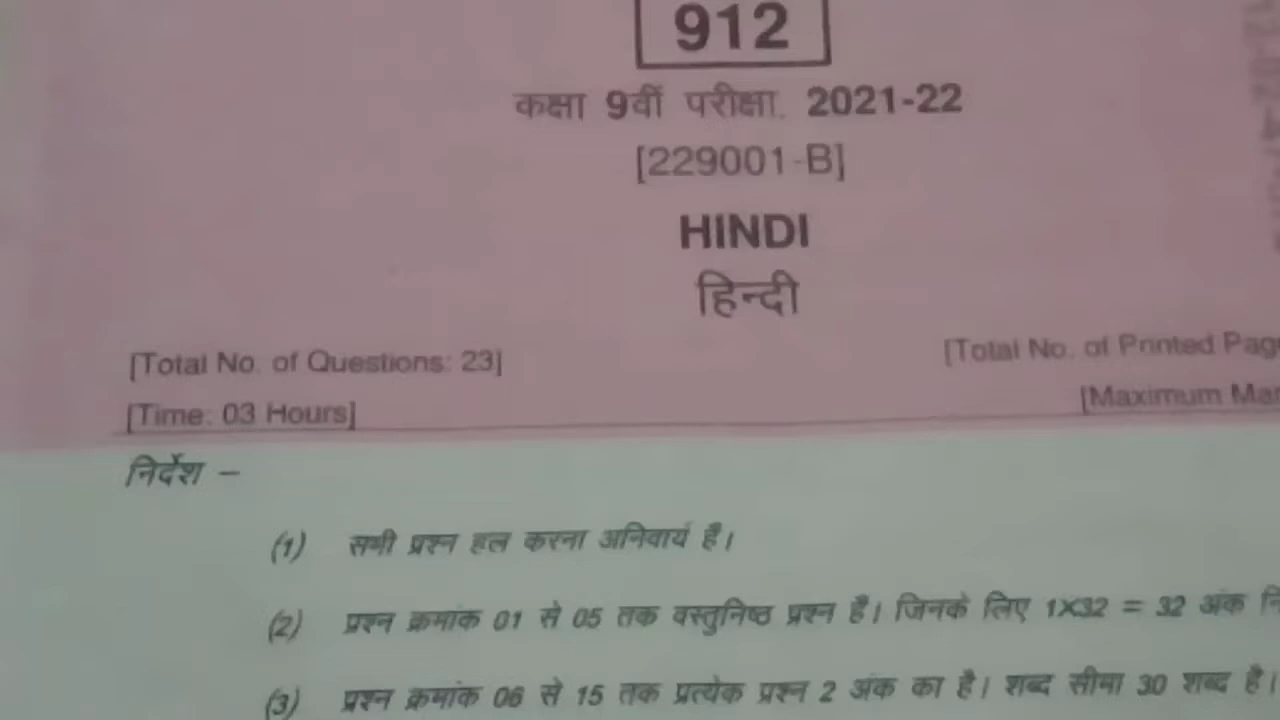 912
कक्षा 9वीं परीक्षा, 2021-22
[229001-B]
HINDI
हिन्दी
[Total No. of Questions: 23]
[Total No. of Printed
[Time: 03 Hours]
[Maximum
निर्देश –
(1) सभी प्रश्न हल करना अनिवार्य है।
(2) प्रश्न क्रमांक 01 से 05 तक वस्तुनिष्ठ प्रश्न है। जिनके लिए 1X32 = 32 अंक
(3) प्रश्न क्रमांक 06 से 15 तक प्रत्येक प्रश्न 2 अंक का है। शब्द सीमा 30 शब्द है।